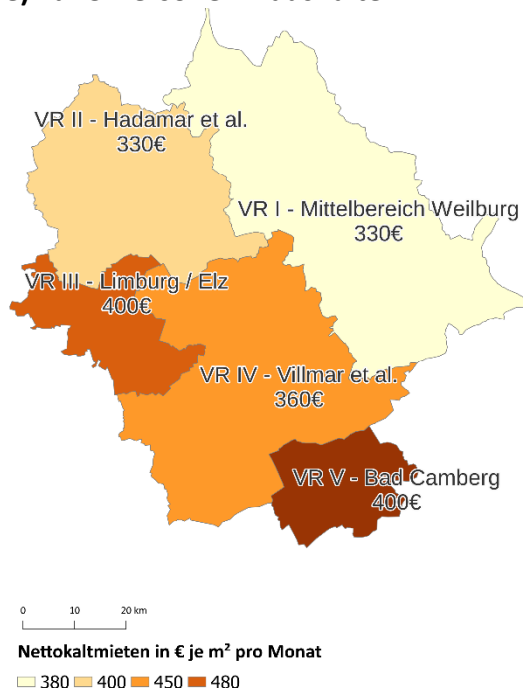 VR II - Hadamar et al.
330€
VR I - Mittelbereich Weilburg
330€
VR III - Limburg / Elz
400€
VR IV - Villmar et al.
360€
VR V - Bad Camberg
400€
0 10 20 km
Nettokaltmieten in € je m² pro Monat
380 400 450 480